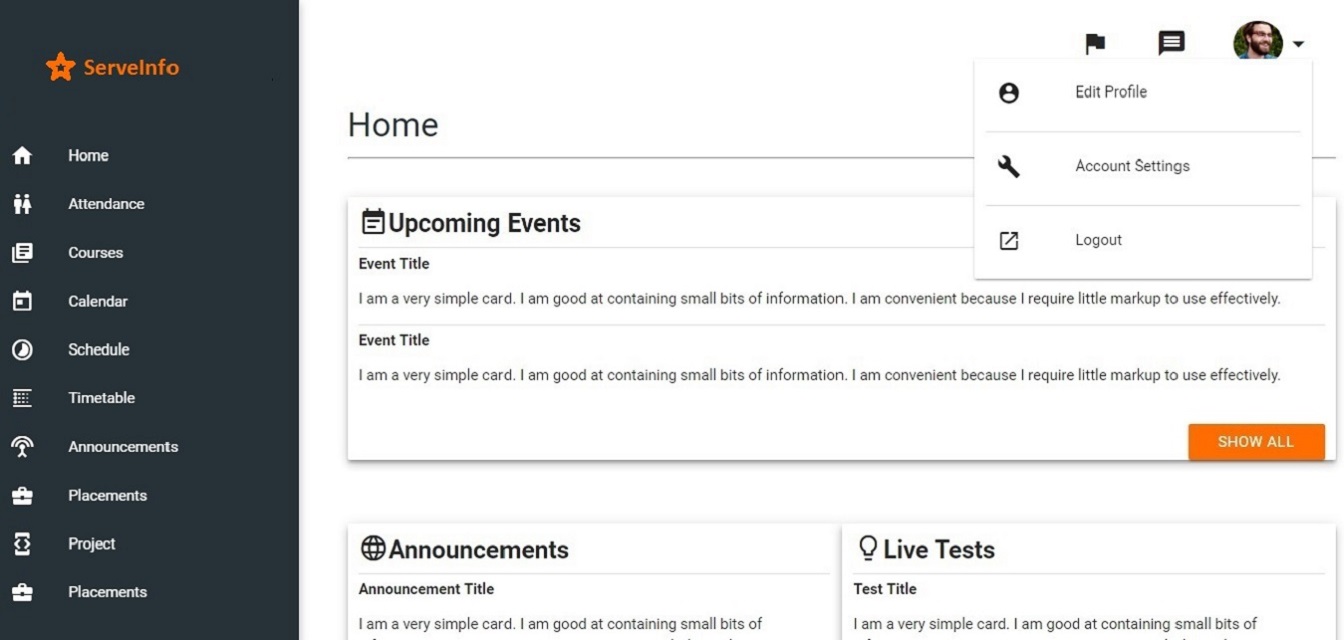 ServeInfo
Home
Attendance
Courses
Calendar
Schedule
Timetable
Announcements
Placements
Project
Placements
Edit Profile
Account Settings
Logout
Home
Upcoming Events
Event Title
I am a very simple card. I am good at containing small bits of information. I am convenient because I require little markup to use effectively.
Event Title
I am a very simple card. I am good at containing small bits of information. I am convenient because I require little markup to use effectively.
SHOW ALL
Announcements
Announcement Title
I am a very simple card. I am good at containing small bits of
Live Tests
Test Title
I am a very simple card. I am good at containing small bits of